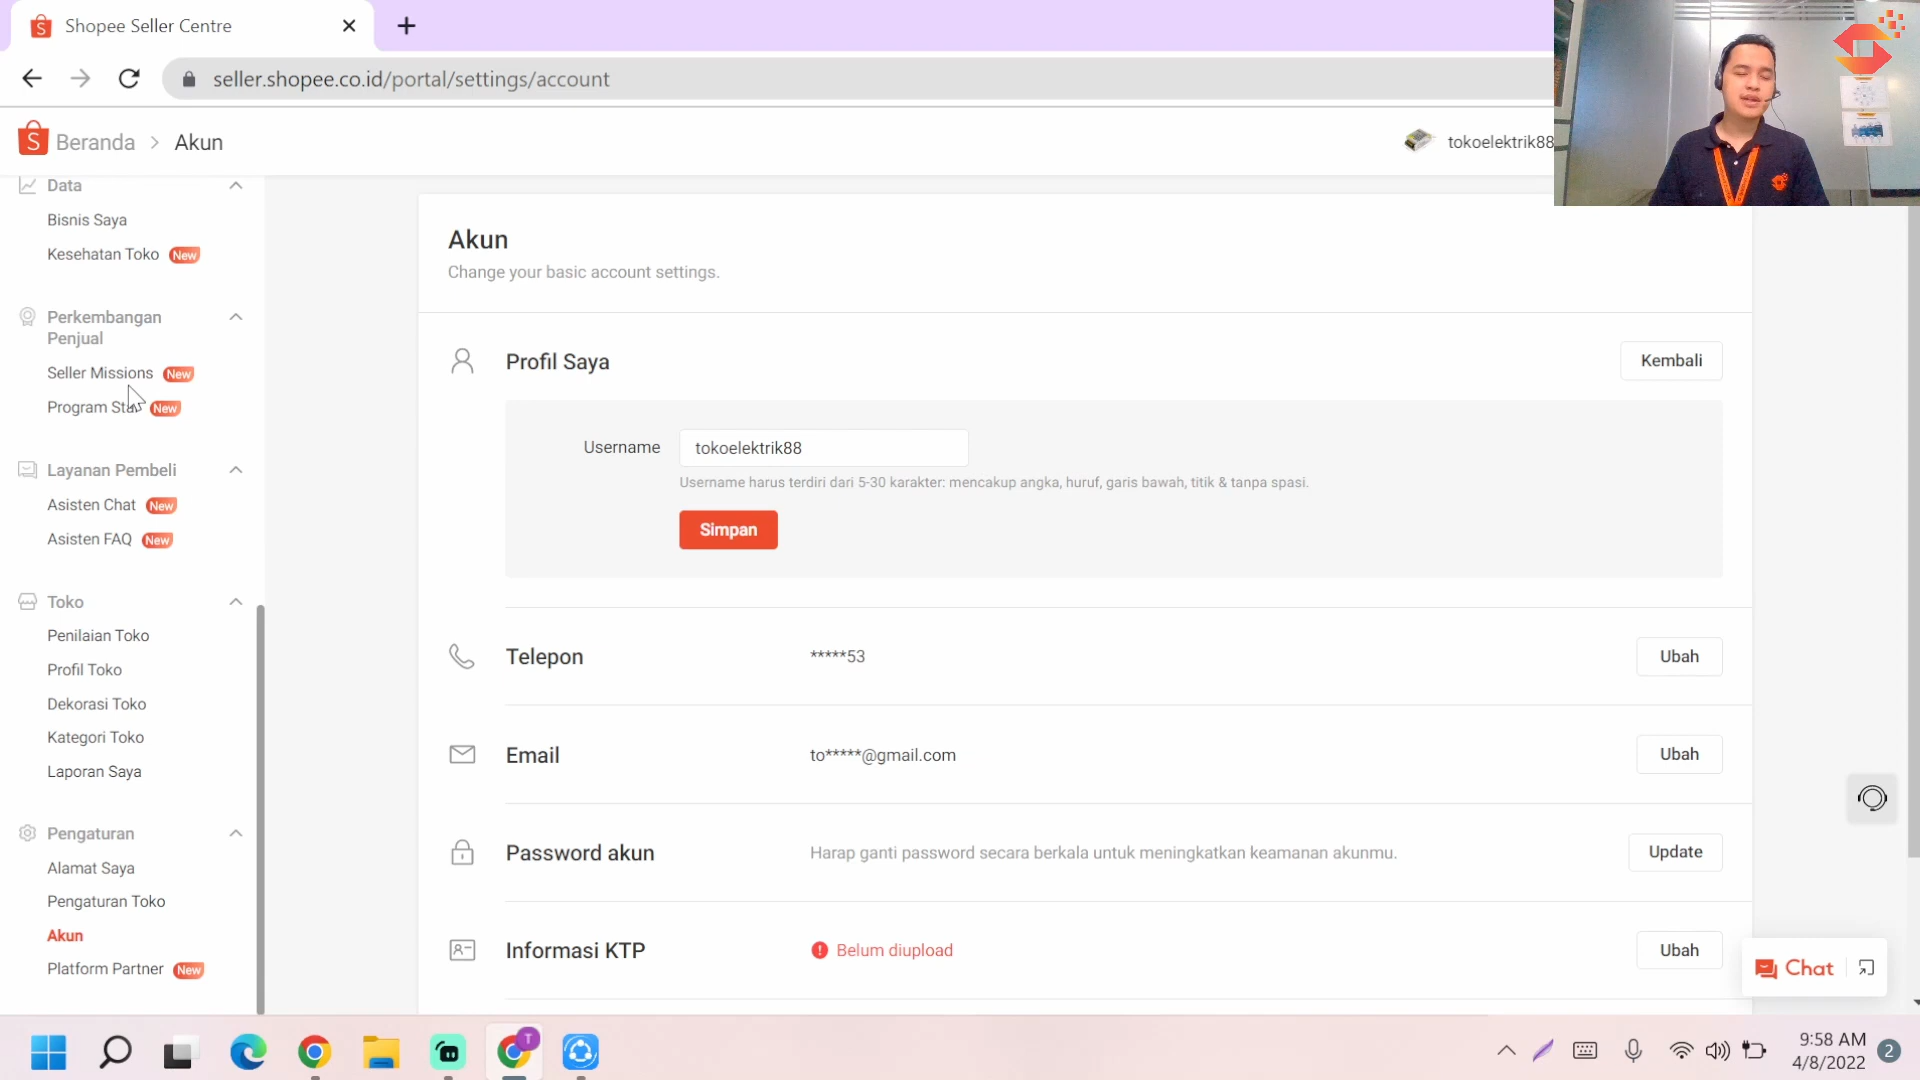 Shopee Seller Centre
seller.shopee.co.id/portal/settings/account
Beranda > Akun
tokoelektrik88
Data
Bisnis Saya
Kesehatan Toko New
Perkembangan
Penjual
Seller Missions New
Program Sta New
Layanan Pembeli
Asisten Chat New
Asisten FAQ New
Toko
Penilaian Toko
Profil Toko
Dekorasi Toko
Kategori Toko
Laporan Saya
Pengaturan
Alamat Saya
Pengaturan Toko
Akun
Platform Partner New
Akun
Change your basic account settings.
Profil Saya Kembali
Username tokoelektrik88
Username harus terdiri dari 5-30 karakter: mencakup angka, huruf, garis bawah, titik & tanpa spasi.
Simpan
Telepon *****53 Ubah
Email to*****@gmail.com Ubah
Password akun Harap ganti password secara berkala untuk meningkatkan keamanan akunmu. Update
Informasi KTP Belum diupload Ubah
Chat
T
9:58 AM
4/8/2022 2